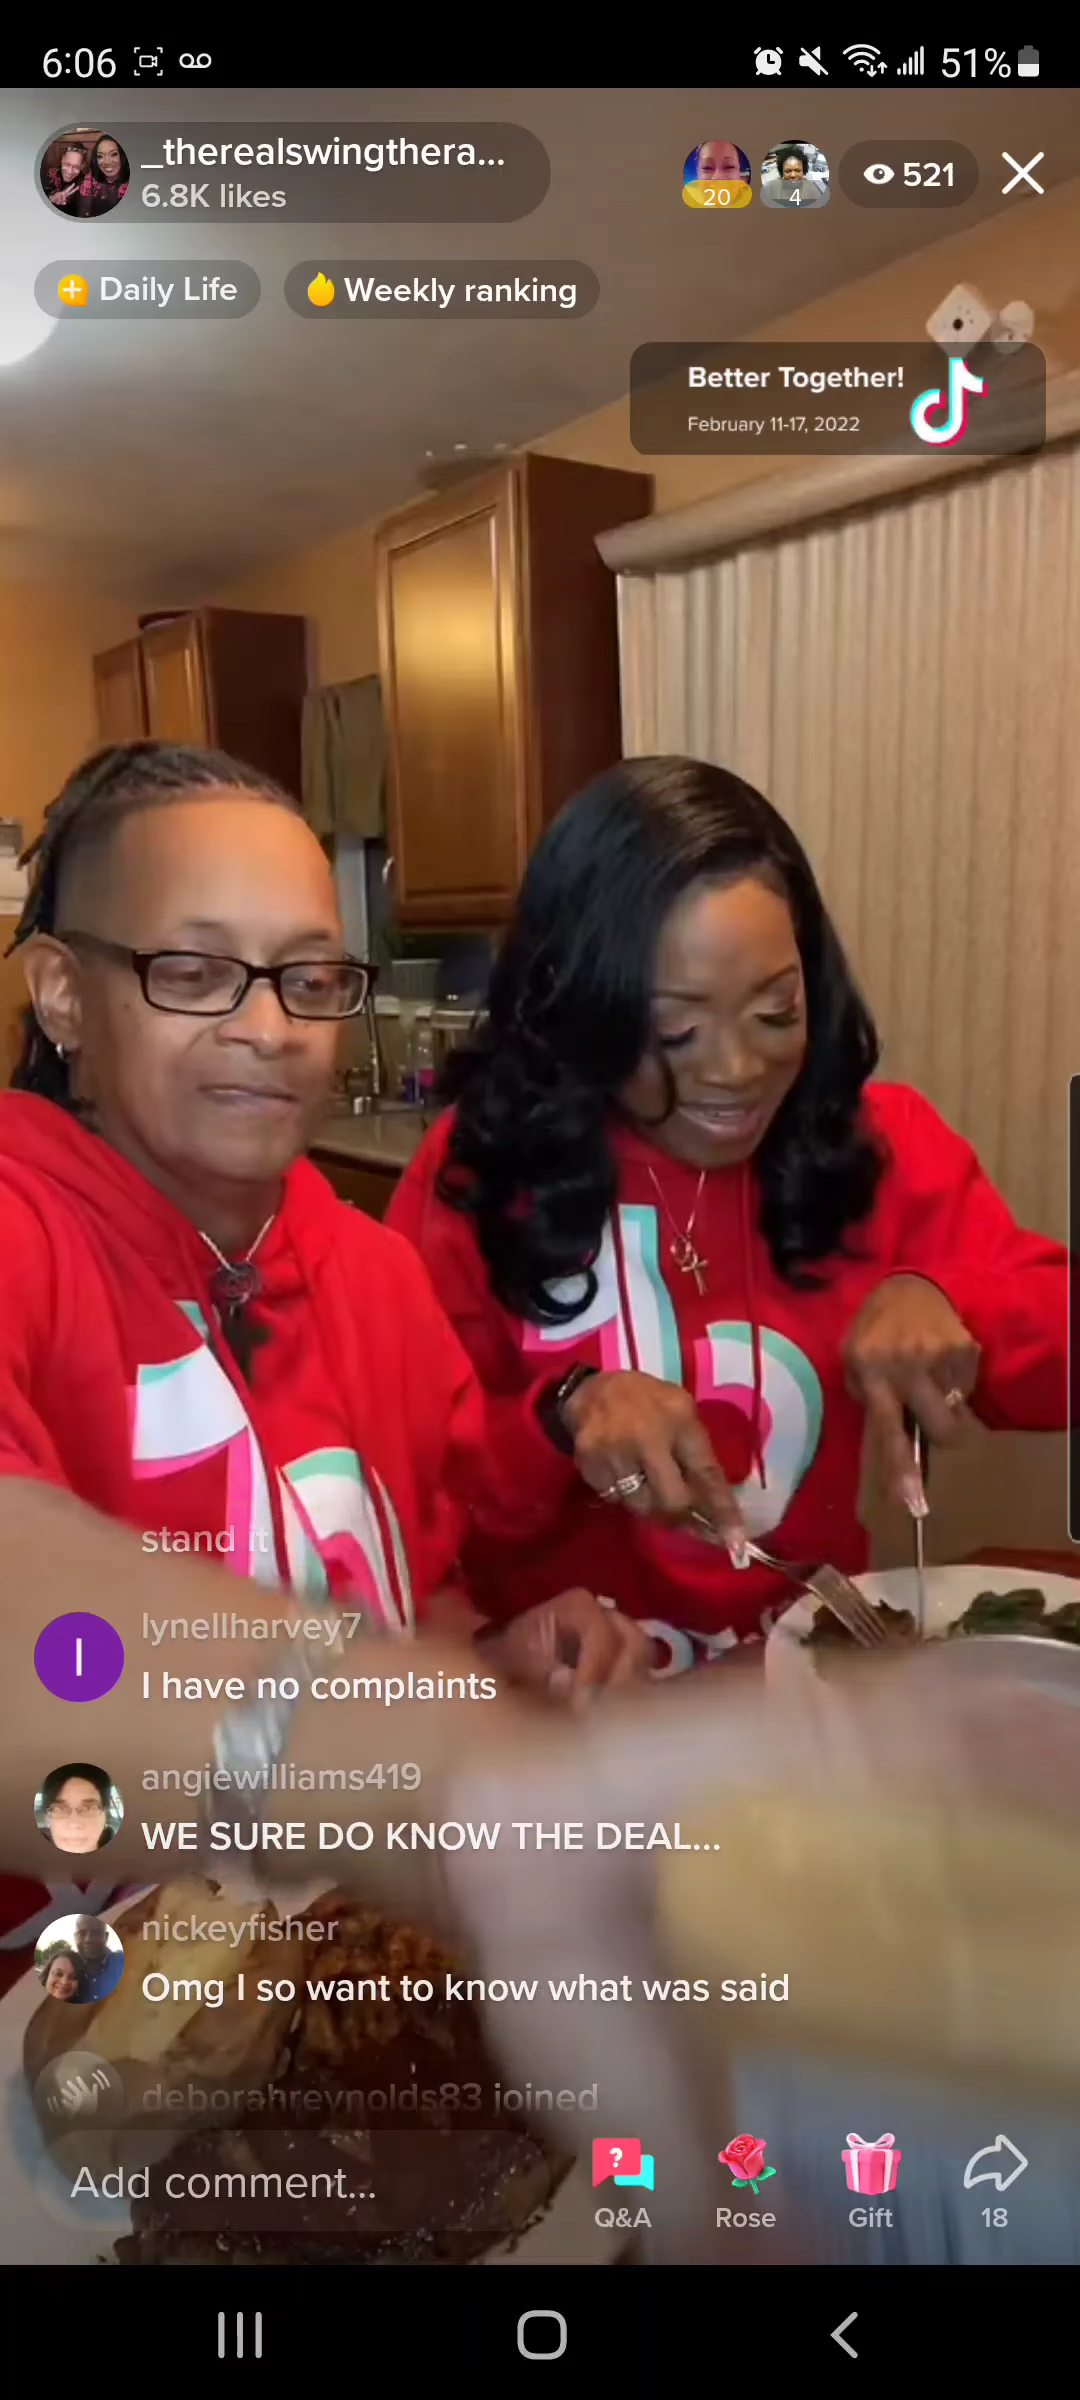 6:06
51%
_therealswingthera...
6.8K likes
20
4
521
Daily Life
Weekly ranking
Better Together!
February 11-17, 2022
stand it
lynellharvey7
I have no complaints
angiewilliams419
WE SURE DO KNOW THE DEAL...
nickeyfisher
Omg I so want to know what was said
deborahreynolds83 joined
Add comment...
?
Q&A
Rose
Gift
18